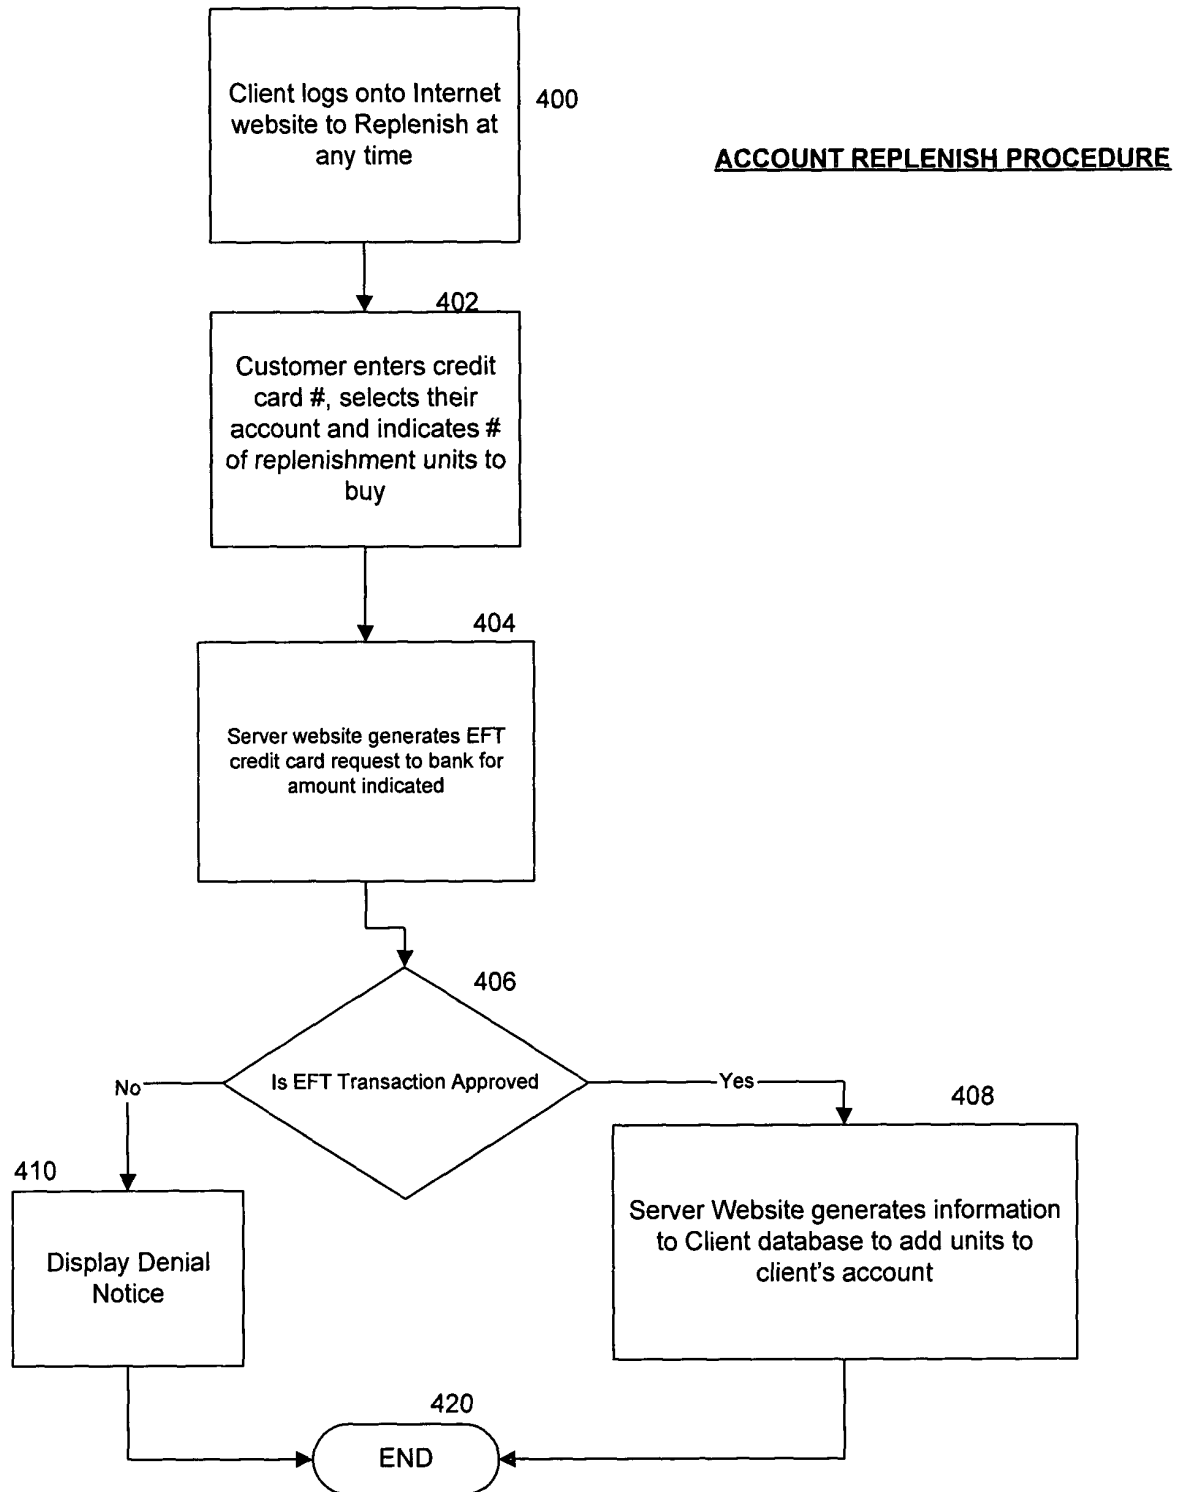 Client logs onto Internet
website to Replenish at
any time
400
ACCOUNT REPLENISH PROCEDURE
402
Customer enters credit
card #, selects their
account and indicates #
of replenishment units to
buy
404
Server website generates EFT
credit card request to bank for
amount indicated
406
Is EFT Transaction Approved
No
Yes
408
410
Server Website generates information
to Client database to add units to
client's account
Display Denial
Notice
420
END